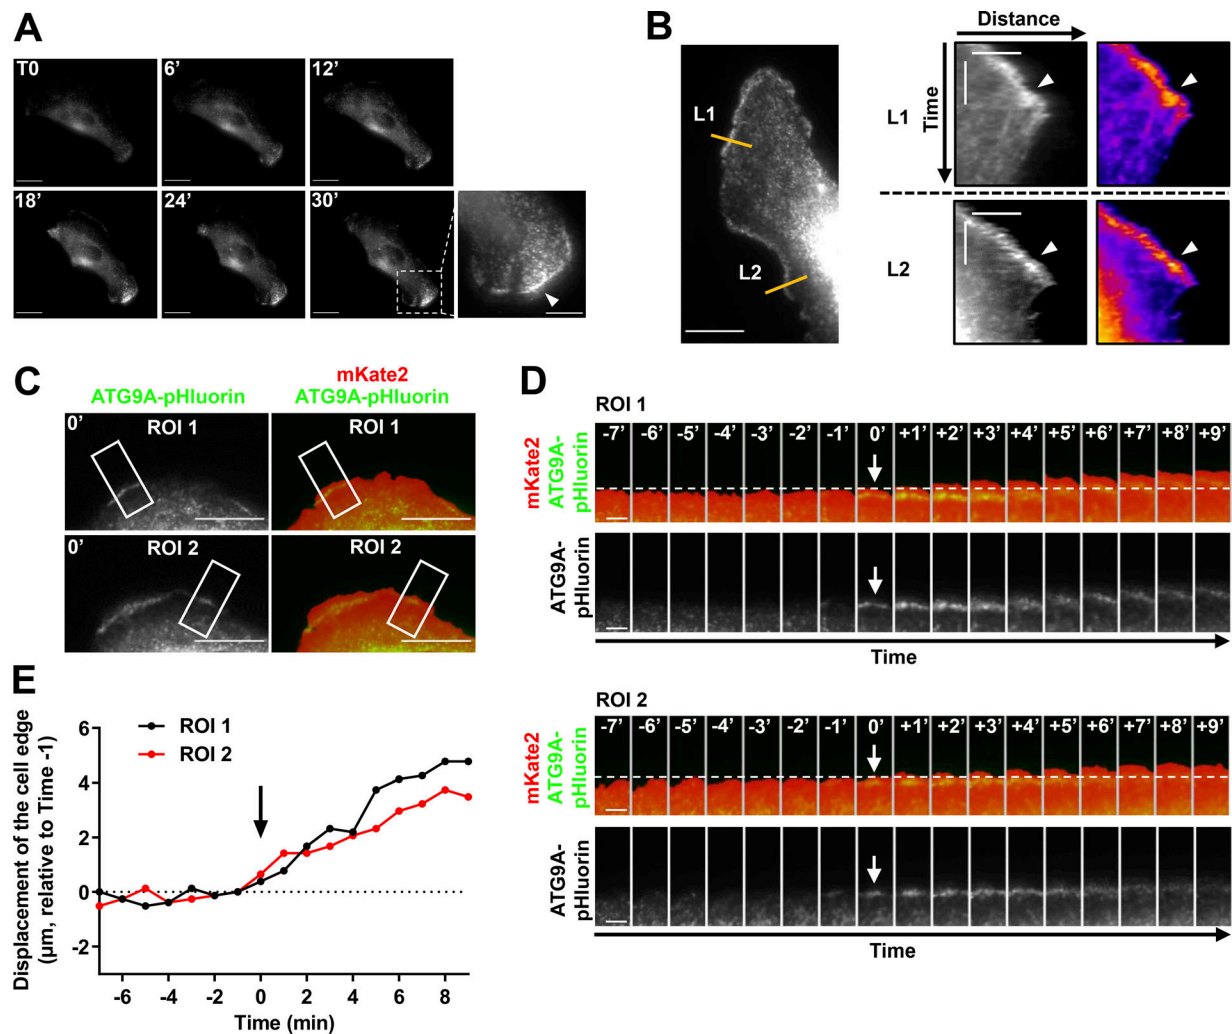 A
T0
6’
12’
18’
24’
30’
B
Distance
Time
L1
L2
L1
L2
C
ATG9A-pHluorin
mKate2
ATG9A-pHluorin
0’
ROI 1
ROI 1
0’
ROI 2
ROI 2
D
ROI 1
mKate2
ATG9A-
pHluorin
-7’ -6’ -5’ -4’ -3’ -2’ -1’ 0’ +1’ +2’ +3’ +4’ +5’ +6’ +7’ +8’ +9’
ATG9A-
pHluorin
Time
ROI 2
mKate2
ATG9A-
pHluorin
-7’ -6’ -5’ -4’ -3’ -2’ -1’ 0’ +1’ +2’ +3’ +4’ +5’ +6’ +7’ +8’ +9’
ATG9A-
pHluorin
Time
E
Displacement of the cell edge
(µm, relative to Time -1)
ROI 1
ROI 2
6
4
2
0
-2
-6 -4 -2 0 2 4 6 8
Time (min)